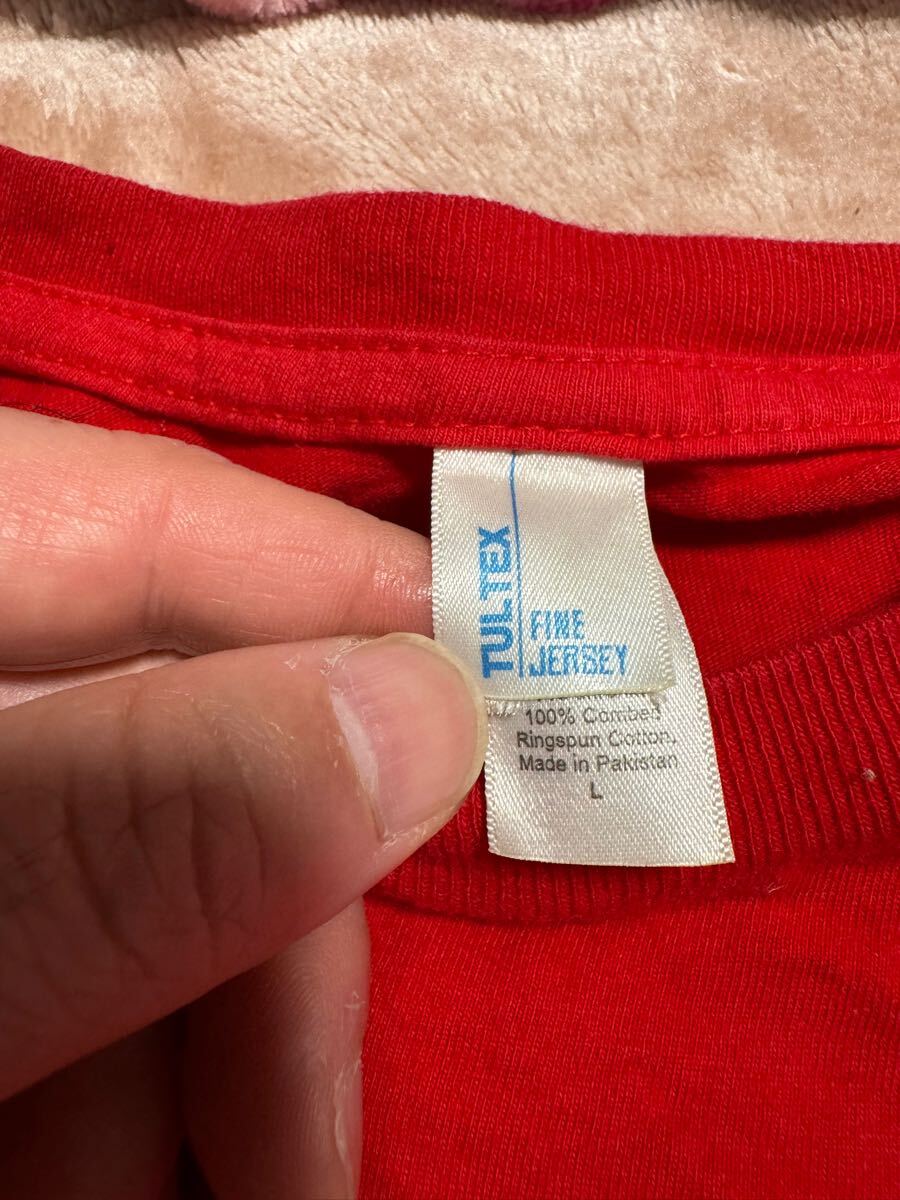 TULTEX
FINE
JERSEY
100% Combed
Ringspun Cotton.
Made in Pakistan
L